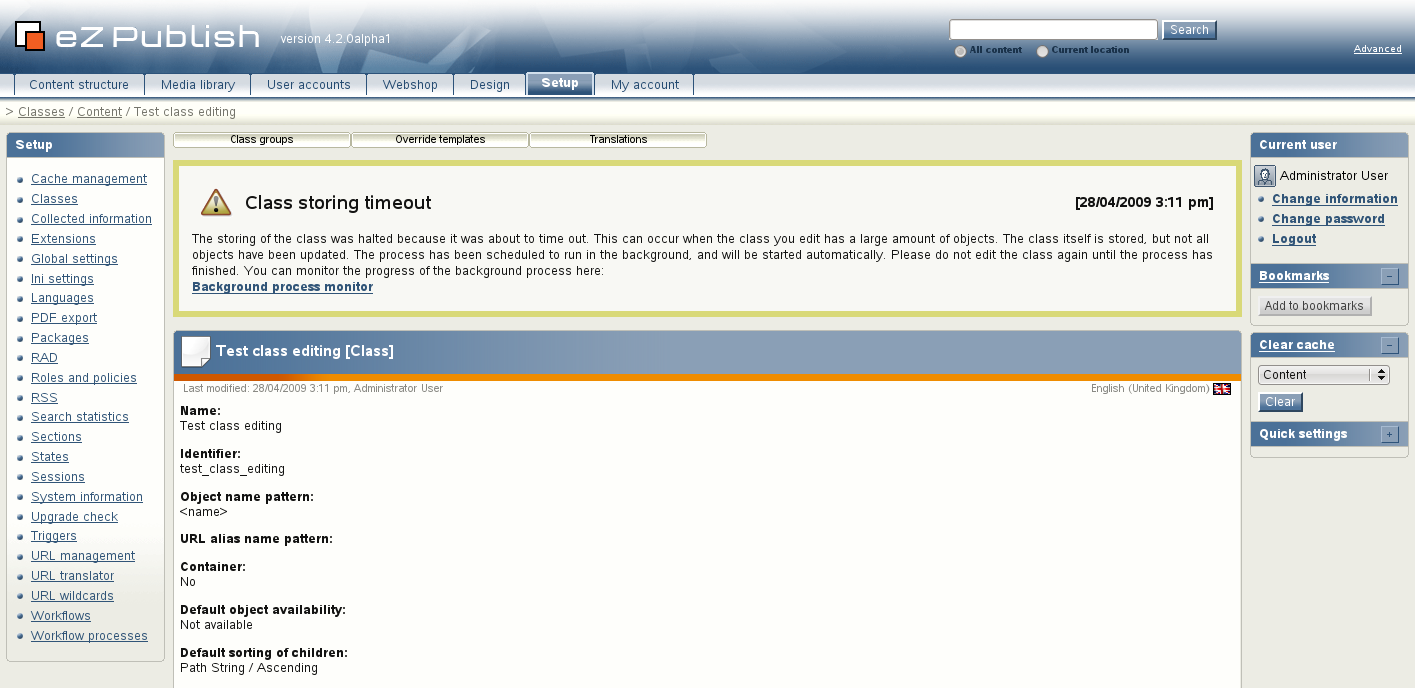 eZ Publish version 4.2.0alpha1
Search
All content Current location
Advanced
Content structure Media library User accounts Webshop Design Setup My account
> Classes / Content / Test class editing
Setup
Cache management
Classes
Collected information
Extensions
Global settings
Ini settings
Languages
PDF export
Packages
RAD
Roles and policies
RSS
Search statistics
Sections
States
Sessions
System information
Upgrade check
Triggers
URL management
URL translator
URL wildcards
Workflows
Workflow processes
Class groups Override templates Translations
Class storing timeout [28/04/2009 3:11 pm]
The storing of the class was halted because it was about to time out. This can occur when the class you edit has a large amount of objects. The class itself is stored, but not all
objects have been updated. The process has been scheduled to run in the background, and will be started automatically. Please do not edit the class again until the process has
finished. You can monitor the progress of the background process here:
Background process monitor
Test class editing [Class]
Last modified: 28/04/2009 3:11 pm, Administrator User English (United Kingdom)
Name:
Test class editing
Identifier:
test_class_editing
Object name pattern:
<name>
URL alias name pattern:
Container:
No
Default object availability:
Not available
Default sorting of children:
Path String / Ascending
Current user
Administrator User
Change information
Change password
Logout
Bookmarks -
Add to bookmarks
Clear cache -
Content
Clear
Quick settings +